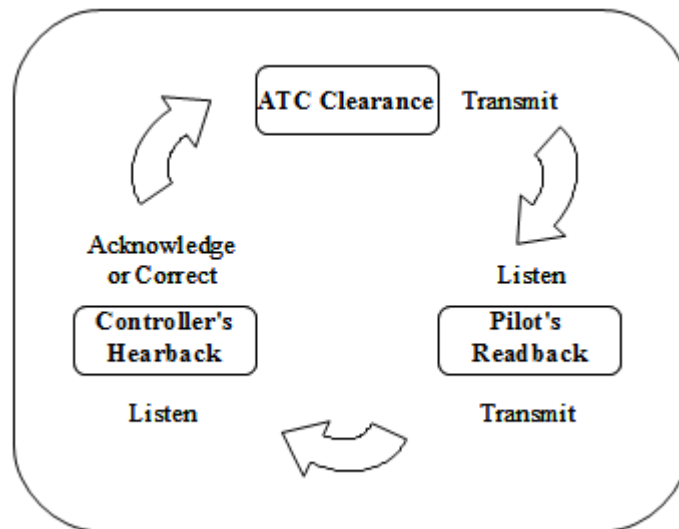 ATC Clearance Transmit
Acknowledge
or Correct
Listen
Controller's
Hearback
Pilot's
Readback
Listen
Transmit